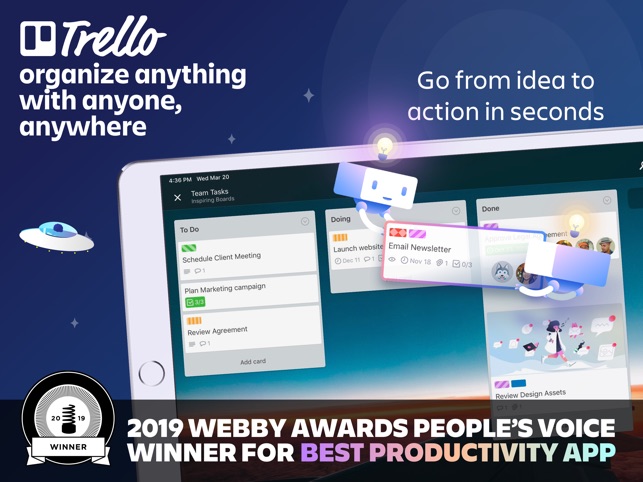 Trello
organize anything
with anyone,
anywhere
Go from idea to
action in seconds
4:36 PM Wed Mar 20
Team Tasks
Inspiring Boards
To Do
Schedule Client Meeting
1
Plan Marketing campaign
3/3
Review Agreement
1
Add card
Doing
Launch website
Dec 11 1
Email Newsletter
Nov 18 1 0/3
Done
Review Design Assets
20 19
WINNER
2019 WEBBY AWARDS PEOPLE'S VOICE
WINNER FOR BEST PRODUCTIVITY APP